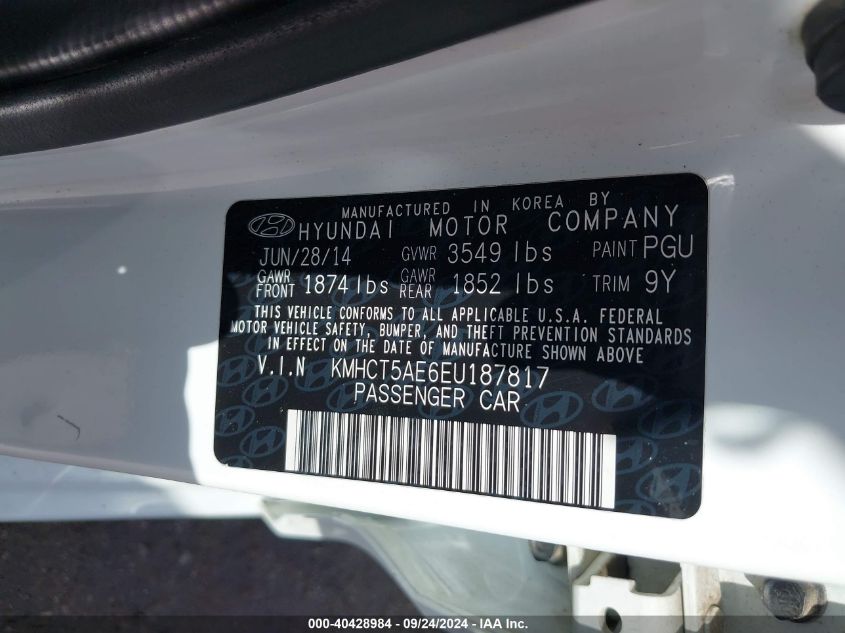 MANUFACTURED IN KOREA BY
HYUNDAI MOTOR COMPANY
JUN/28/14 GVWR 3549 lbs PAINT PGU
GAWR FRONT 1874 lbs GAWR REAR 1852 lbs TRIM 9Y
THIS VEHICLE CONFORMS TO ALL APPLICABLE U.S.A. FEDERAL
MOTOR VEHICLE SAFETY, BUMPER, AND THEFT PREVENTION STANDARDS
IN EFFECT ON THE DATE OF MANUFACTURE SHOWN ABOVE
V.I.N KMHCT5AE6EU187817
PASSENGER CAR
000-40428984 - 09/24/2024 - IAA Inc.